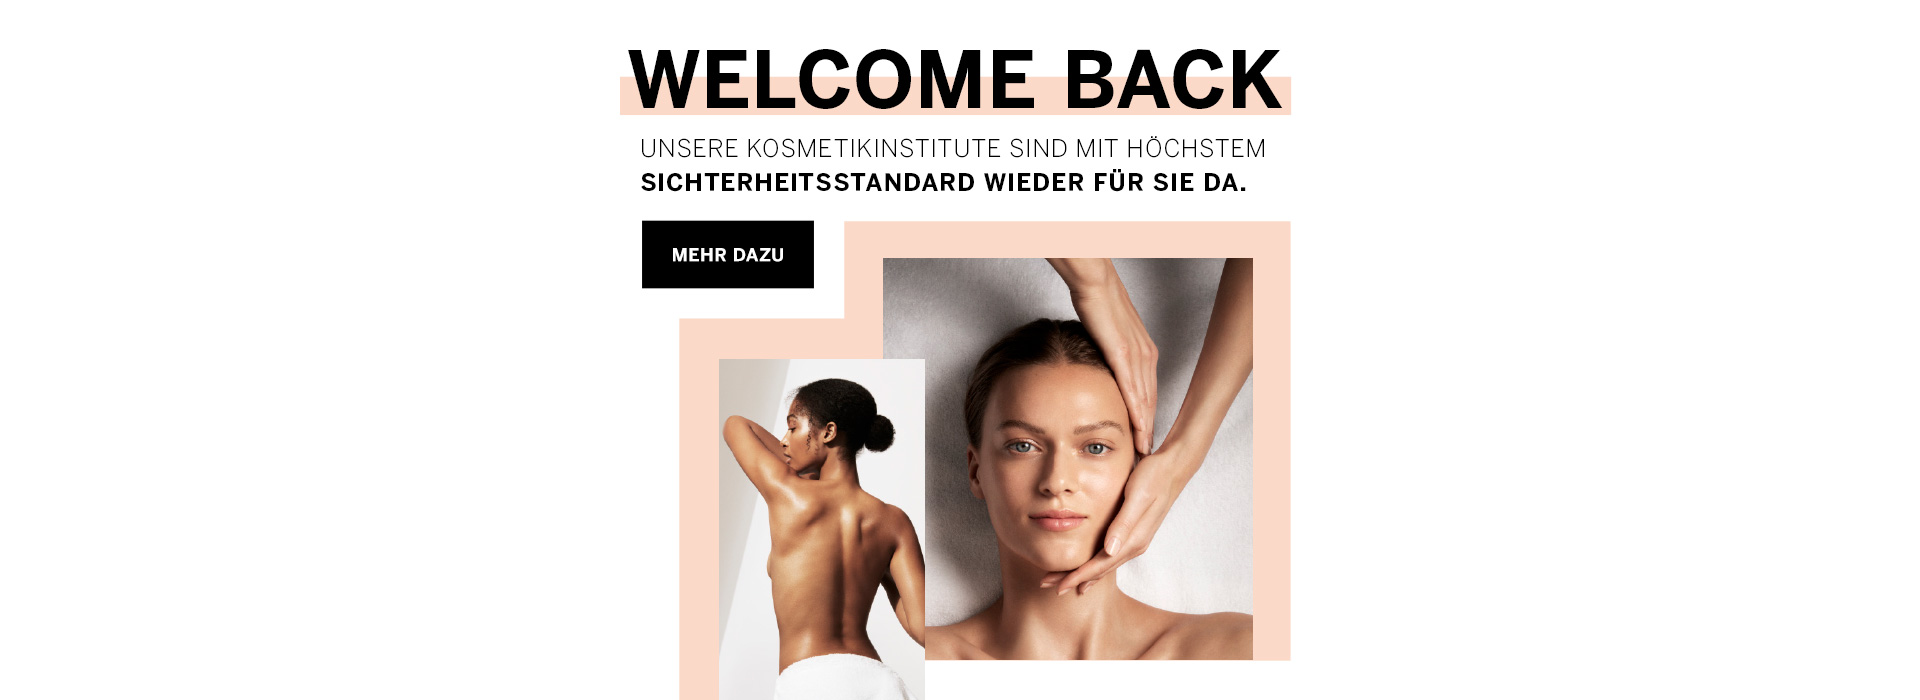 WELCOME BACK
UNSERE KOSMETIKINSTITUTE SIND MIT HÖCHSTEM
SICHTERHEITSSTANDARD WIEDER FÜR SIE DA.
MEHR DAZU